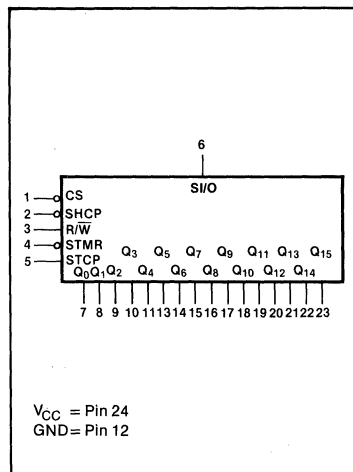 6
SI/O
1 CS
2 SHCP
3 R/W̅
4 STMR
5 STCP
Q3 Q5 Q7 Q9 Q11 Q13 Q15
Q0 Q1 Q2 Q4 Q6 Q8 Q10 Q12 Q14
7 8 9 10 11 13 14 15 16 17 18 19 20 21 22 23
VCC = Pin 24
GND = Pin 12